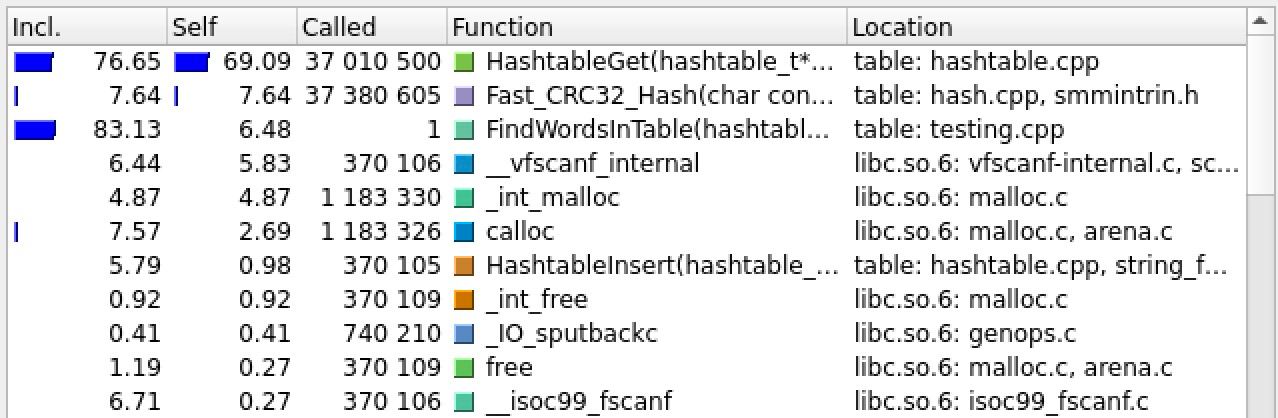 Incl. Self Called Function Location
76.65 69.09 37 010 500 HashtableGet(hashtable_t*... table: hashtable.cpp
7.64 7.64 37 380 605 Fast_CRC32_Hash(char con... table: hash.cpp, smmintrin.h
83.13 6.48 1 FindWordsInTable(hashtabl... table: testing.cpp
6.44 5.83 370 106 __vfscanf_internal libc.so.6: vfscanf-internal.c, sc...
4.87 4.87 1 183 330 _int_malloc libc.so.6: malloc.c
7.57 2.69 1 183 326 calloc libc.so.6: malloc.c, arena.c
5.79 0.98 370 105 HashtableInsert(hashtable_... table: hashtable.cpp, string_f...
0.92 0.92 370 109 _int_free libc.so.6: malloc.c
0.41 0.41 740 210 _IO_sputbackc libc.so.6: genops.c
1.19 0.27 370 109 free libc.so.6: malloc.c, arena.c
6.71 0.27 370 106 __isoc99_fscanf libc.so.6: isoc99_fscanf.c